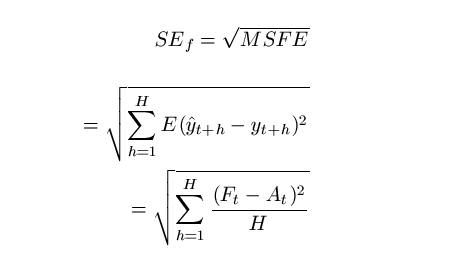 $SE_f = \sqrt{MSFE}$
$= \sqrt{\sum_{h=1}^{H} E(\hat{y}_{t+h} - y_{t+h})^2}$
$= \sqrt{\sum_{h=1}^{H} \frac{(F_t - A_t)^2}{H}}$